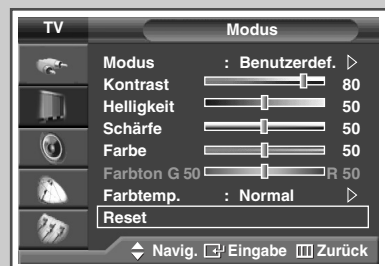 TV Modus
Modus : Benutzerdef.
Kontrast 80
Helligkeit 50
Schärfe 50
Farbe 50
Farbton G 50 R 50
Farbtemp. : Normal
Reset
Navig. Eingabe Zurück